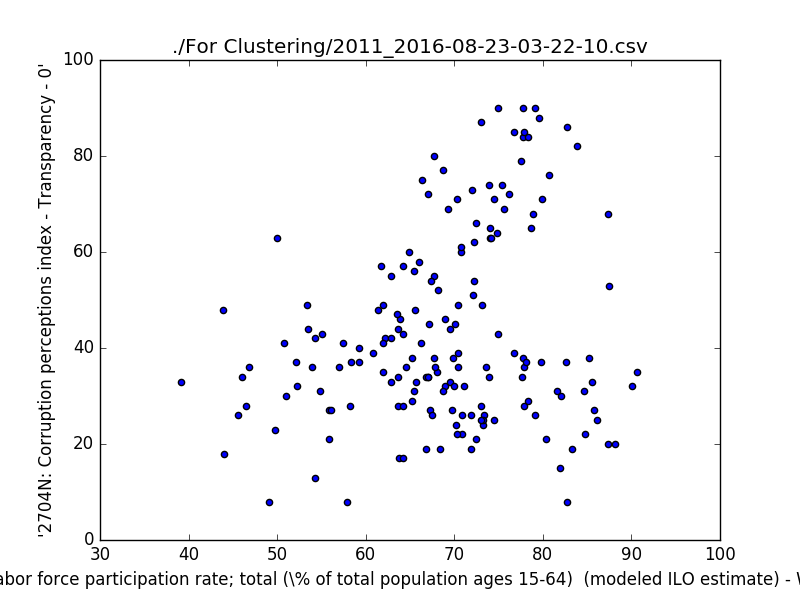 ./For Clustering/2011_2016-08-23-03-22-10.csv
'2704N: Corruption perceptions index - Transparency - 0'
100
80
60
40
20
0
30 40 50 60 70 80 90 100
abor force participation rate; total (\% of total population ages 15-64)  (modeled ILO estimate) -